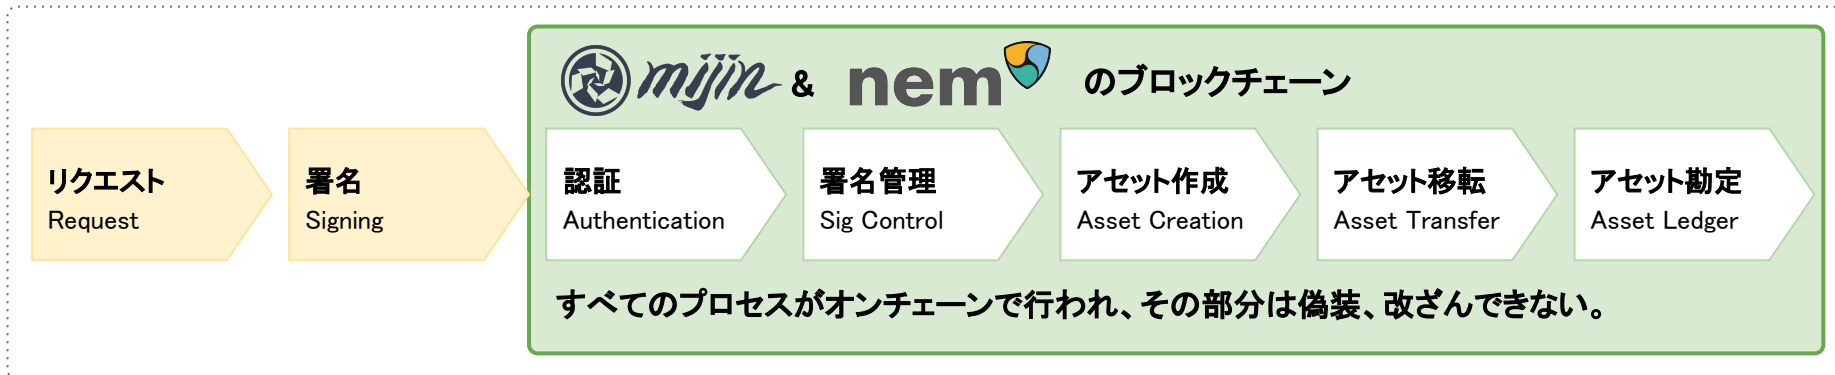 mijin & nem のブロックチェーン
リクエスト
Request
署名
Signing
認証
Authentication
署名管理
Sig Control
アセット作成
Asset Creation
アセット移転
Asset Transfer
アセット勘定
Asset Ledger
すべてのプロセスがオンチェーンで行われ、その部分は偽装、改ざんできない。